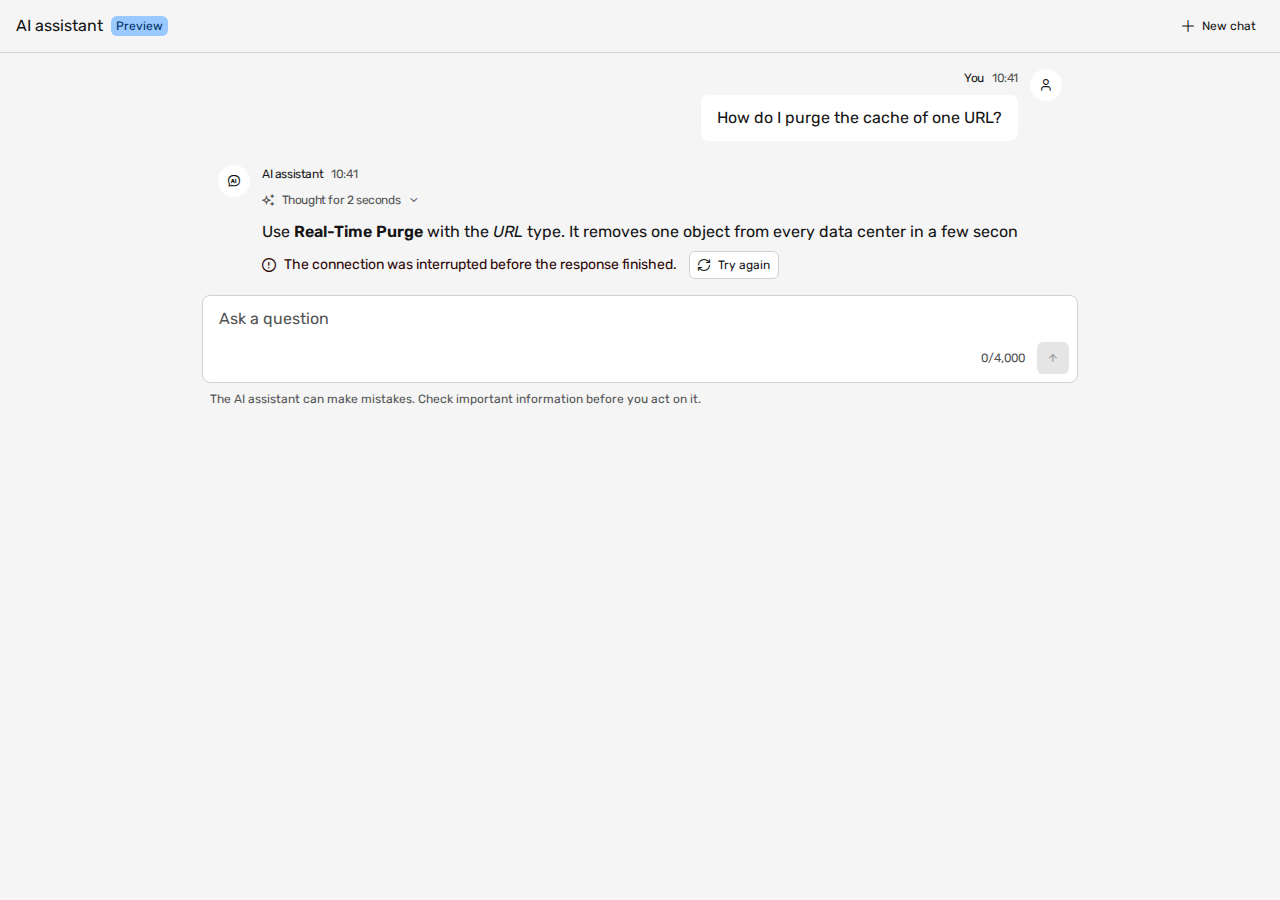 AI assistant Preview
New chat
You 10:41
How do I purge the cache of one URL?
AI assistant 10:41
Thought for 2 seconds
Use Real-Time Purge with the URL type. It removes one object from every data center in a few secon
The connection was interrupted before the response finished. Try again
Ask a question
0/4,000
The AI assistant can make mistakes. Check important information before you act on it.